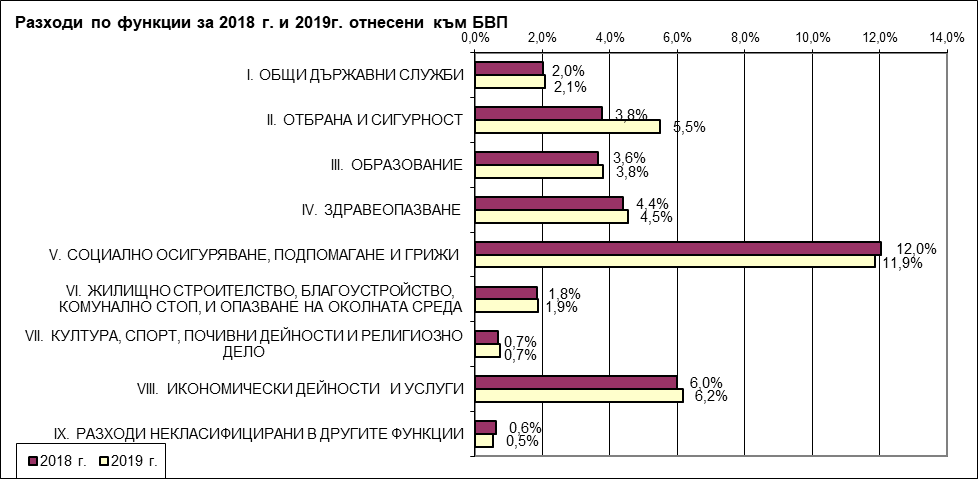 Разходи по функции за 2018 г. и 2019г. отнесени към БВП
0,0% 2,0% 4,0% 6,0% 8,0% 10,0% 12,0% 14,0%
I. ОБЩИ ДЪРЖАВНИ СЛУЖБИ
2,0%
2,1%
II. ОТБРАНА И СИГУРНОСТ
3,8%
5,5%
III. ОБРАЗОВАНИЕ
3,6%
3,8%
IV. ЗДРАВЕОПАЗВАНЕ
4,4%
4,5%
V. СОЦИАЛНО ОСИГУРЯВАНЕ, ПОДПОМАГАНЕ И ГРИЖИ
12,0%
11,9%
VI. ЖИЛИЩНО СТРОИТЕЛСТВО, БЛАГОУСТРОЙСТВО,
КОМУНАЛНО СТОП, И ОПАЗВАНЕ НА ОКОЛНАТА СРЕДА
1,8%
1,9%
VII. КУЛТУРА, СПОРТ, ПОЧИВНИ ДЕЙНОСТИ И РЕЛИГИОЗНО
ДЕЛО
0,7%
0,7%
VIII. ИКОНОМИЧЕСКИ ДЕЙНОСТИ И УСЛУГИ
6,0%
6,2%
IX. РАЗХОДИ НЕКЛАСИФИЦИРАНИ В ДРУГИТЕ ФУНКЦИИ
0,6%
0,5%
2018 г. 2019 г.